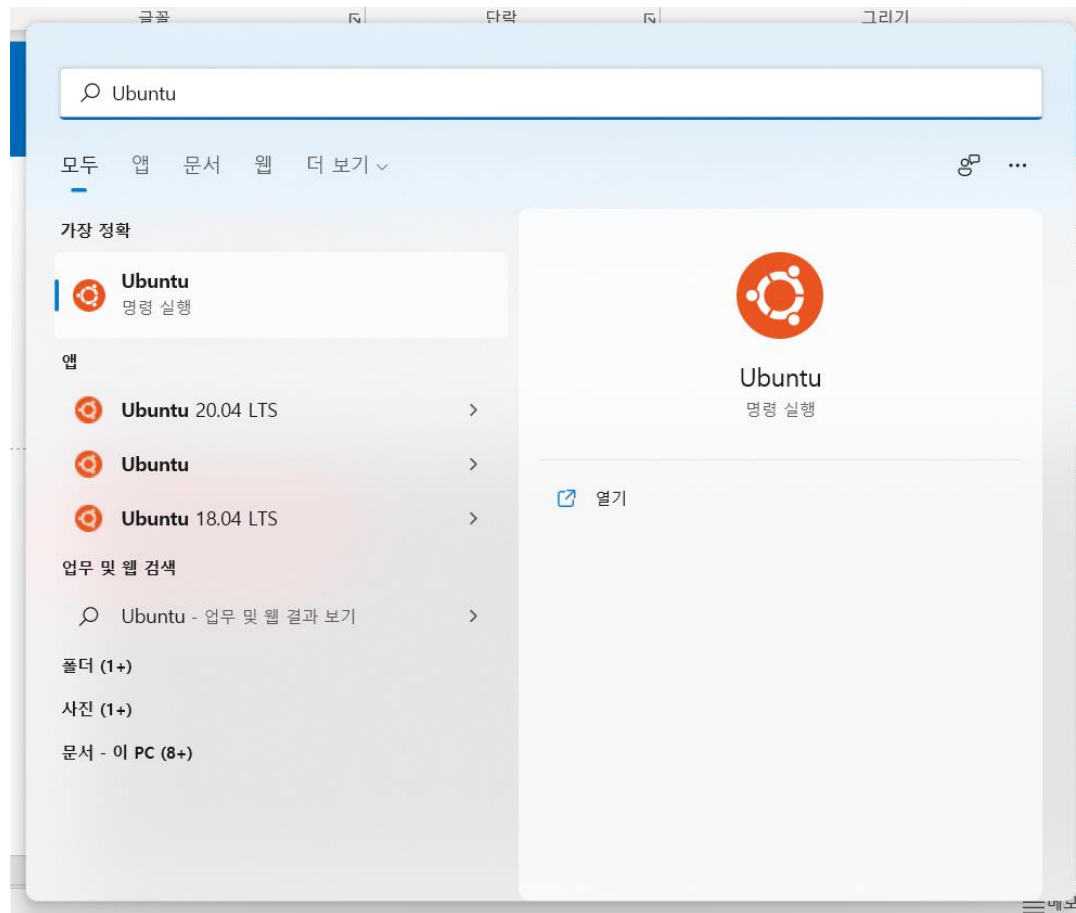 글꼴 단락 그리기
Ubuntu
모두 앱 문서 웹 더 보기
가장 정확
Ubuntu
명령 실행
앱
Ubuntu 20.04 LTS
Ubuntu
Ubuntu 18.04 LTS
업무 및 웹 검색
Ubuntu - 업무 및 웹 결과 보기
폴더 (1+)
사진 (1+)
문서 - 이 PC (8+)
Ubuntu
명령 실행
열기